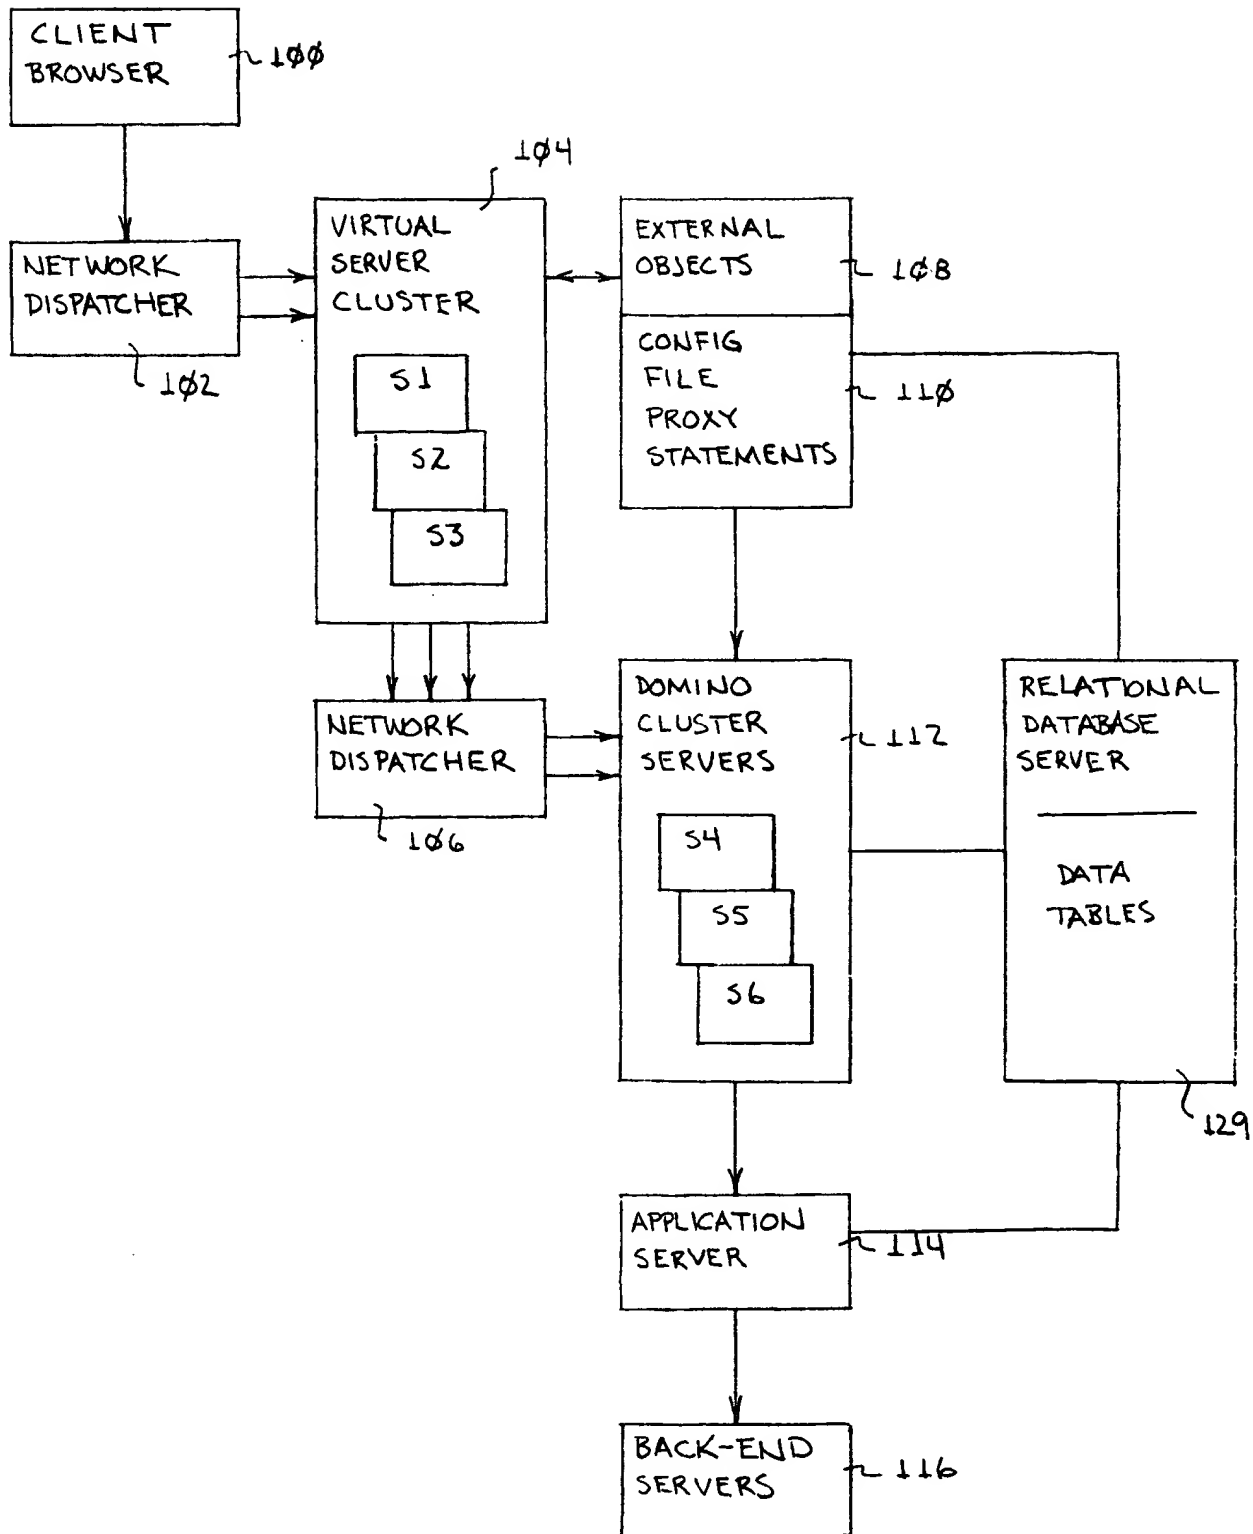 CLIENT
BROWSER
100
104
NETWORK
DISPATCHER
102
VIRTUAL
SERVER
CLUSTER
S1
S2
S3
EXTERNAL
OBJECTS
108
CONFIG
FILE
PROXY
STATEMENTS
110
NETWORK
DISPATCHER
106
DOMINO
CLUSTER
SERVERS
112
S4
S5
S6
RELATIONAL
DATABASE
SERVER
DATA
TABLES
129
APPLICATION
SERVER
114
BACK-END
SERVERS
116